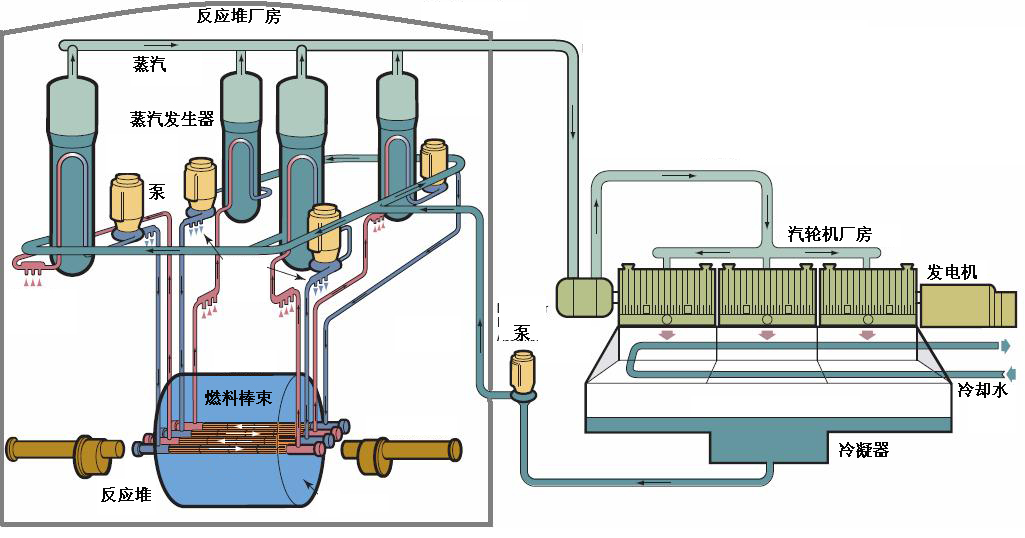 反应堆厂房
蒸汽
蒸汽发生器
泵
汽轮机厂房
发电机
泵
冷却水
燃料棒束
冷凝器
反应堆